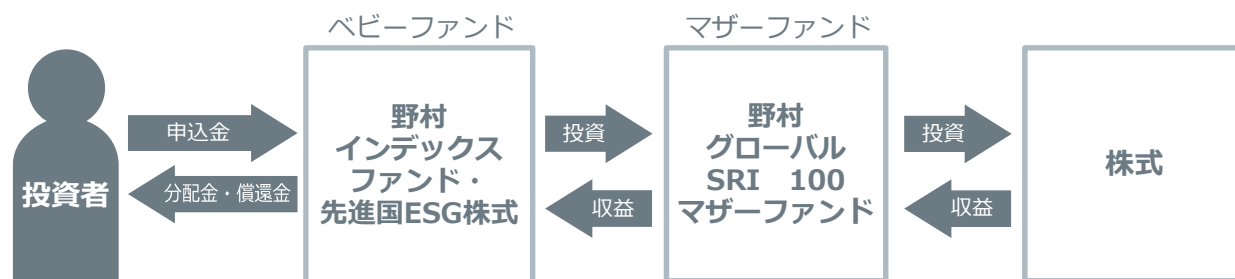 ベビーファンド
マザーファンド
投資者
申込金
分配金・償還金
野村
インデックス
ファンド・
先進国ESG株式
投資
収益
野村
グローバル
SRI　100
マザーファンド
投資
収益
株式